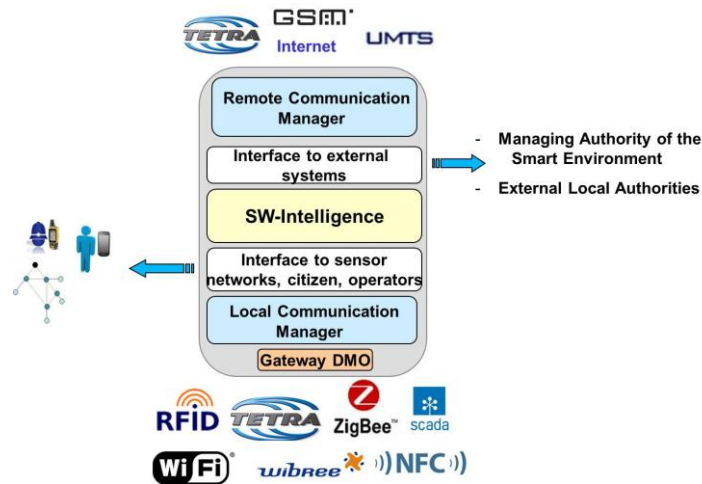 TETRA
GSM
Internet
UMTS
Remote Communication
Manager
Interface to external
systems
SW-Intelligence
Interface to sensor
networks, citizen, operators
Local Communication
Manager
Gateway DMO
- Managing Authority of the
Smart Environment
- External Local Authorities
RFiD
TETRA
Z
ZigBee™
scada
WiFi®
wibree
NFC